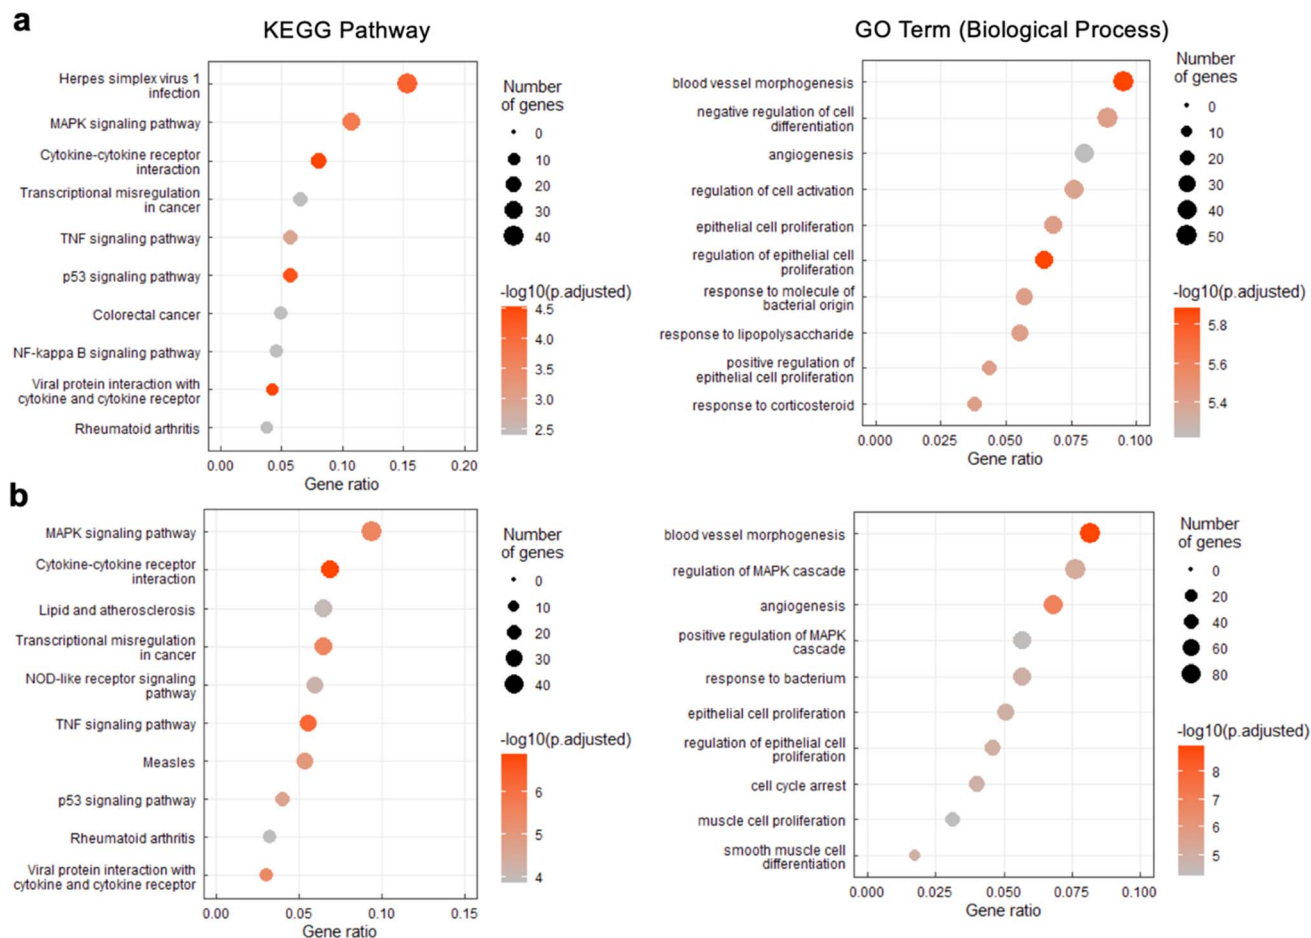 a
KEGG Pathway
GO Term (Biological Process)
Herpes simplex virus 1
infection
MAPK signaling pathway
Cytokine-cytokine receptor
interaction
Transcriptional misregulation
in cancer
TNF signaling pathway
p53 signaling pathway
Colorectal cancer
NF-kappa B signaling pathway
Viral protein interaction with
cytokine and cytokine receptor
Rheumatoid arthritis
0.00 0.05 0.10 0.15 0.20
Gene ratio
Number
of genes
0
10
20
30
40
-log10(p.adjusted)
4.5
4.0
3.5
3.0
2.5
blood vessel morphogenesis
negative regulation of cell
differentiation
angiogenesis
regulation of cell activation
epithelial cell proliferation
regulation of epithelial cell
proliferation
response to molecule of
bacterial origin
response to lipopolysaccharide
positive regulation of
epithelial cell proliferation
response to corticosteroid
0.000 0.025 0.050 0.075 0.100
Gene ratio
Number
of genes
0
10
20
30
40
50
-log10(p.adjusted)
5.8
5.6
5.4
b
MAPK signaling pathway
Cytokine-cytokine receptor
interaction
Lipid and atherosclerosis
Transcriptional misregulation
in cancer
NOD-like receptor signaling
pathway
TNF signaling pathway
Measles
p53 signaling pathway
Rheumatoid arthritis
Viral protein interaction with
cytokine and cytokine receptor
0.00 0.05 0.10 0.15
Gene ratio
Number
of genes
0
10
20
30
40
-log10(p.adjusted)
6
5
4
blood vessel morphogenesis
regulation of MAPK cascade
angiogenesis
positive regulation of MAPK
cascade
response to bacterium
epithelial cell proliferation
regulation of epithelial cell
proliferation
cell cycle arrest
muscle cell proliferation
smooth muscle cell
differentiation
0.000 0.025 0.050 0.075 0.100
Gene ratio
Number
of genes
0
20
40
60
80
-log10(p.adjusted)
8
7
6
5